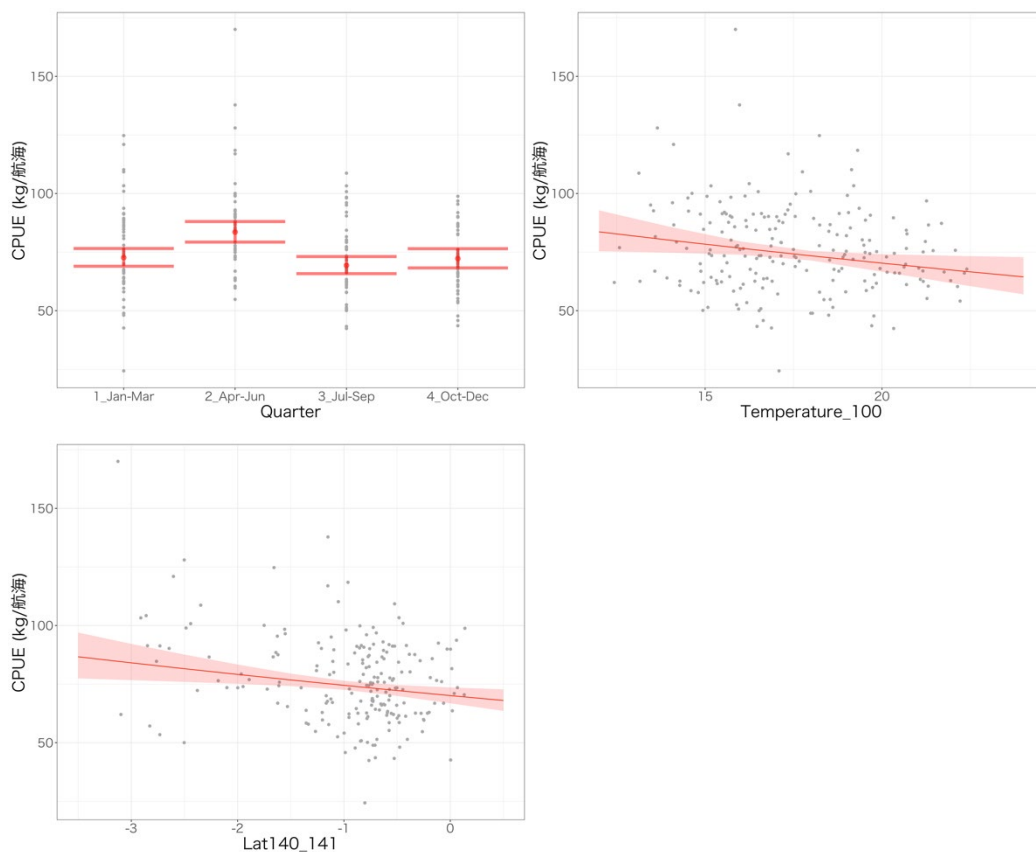 CPUE (kg/航海)
150
100
50
1_Jan-Mar 2_Apr-Jun 3_Jul-Sep 4_Oct-Dec
Quarter
CPUE (kg/航海)
150
100
50
15 20
Temperature_100
CPUE (kg/航海)
150
100
50
-3 -2 -1 0
Lat140_141